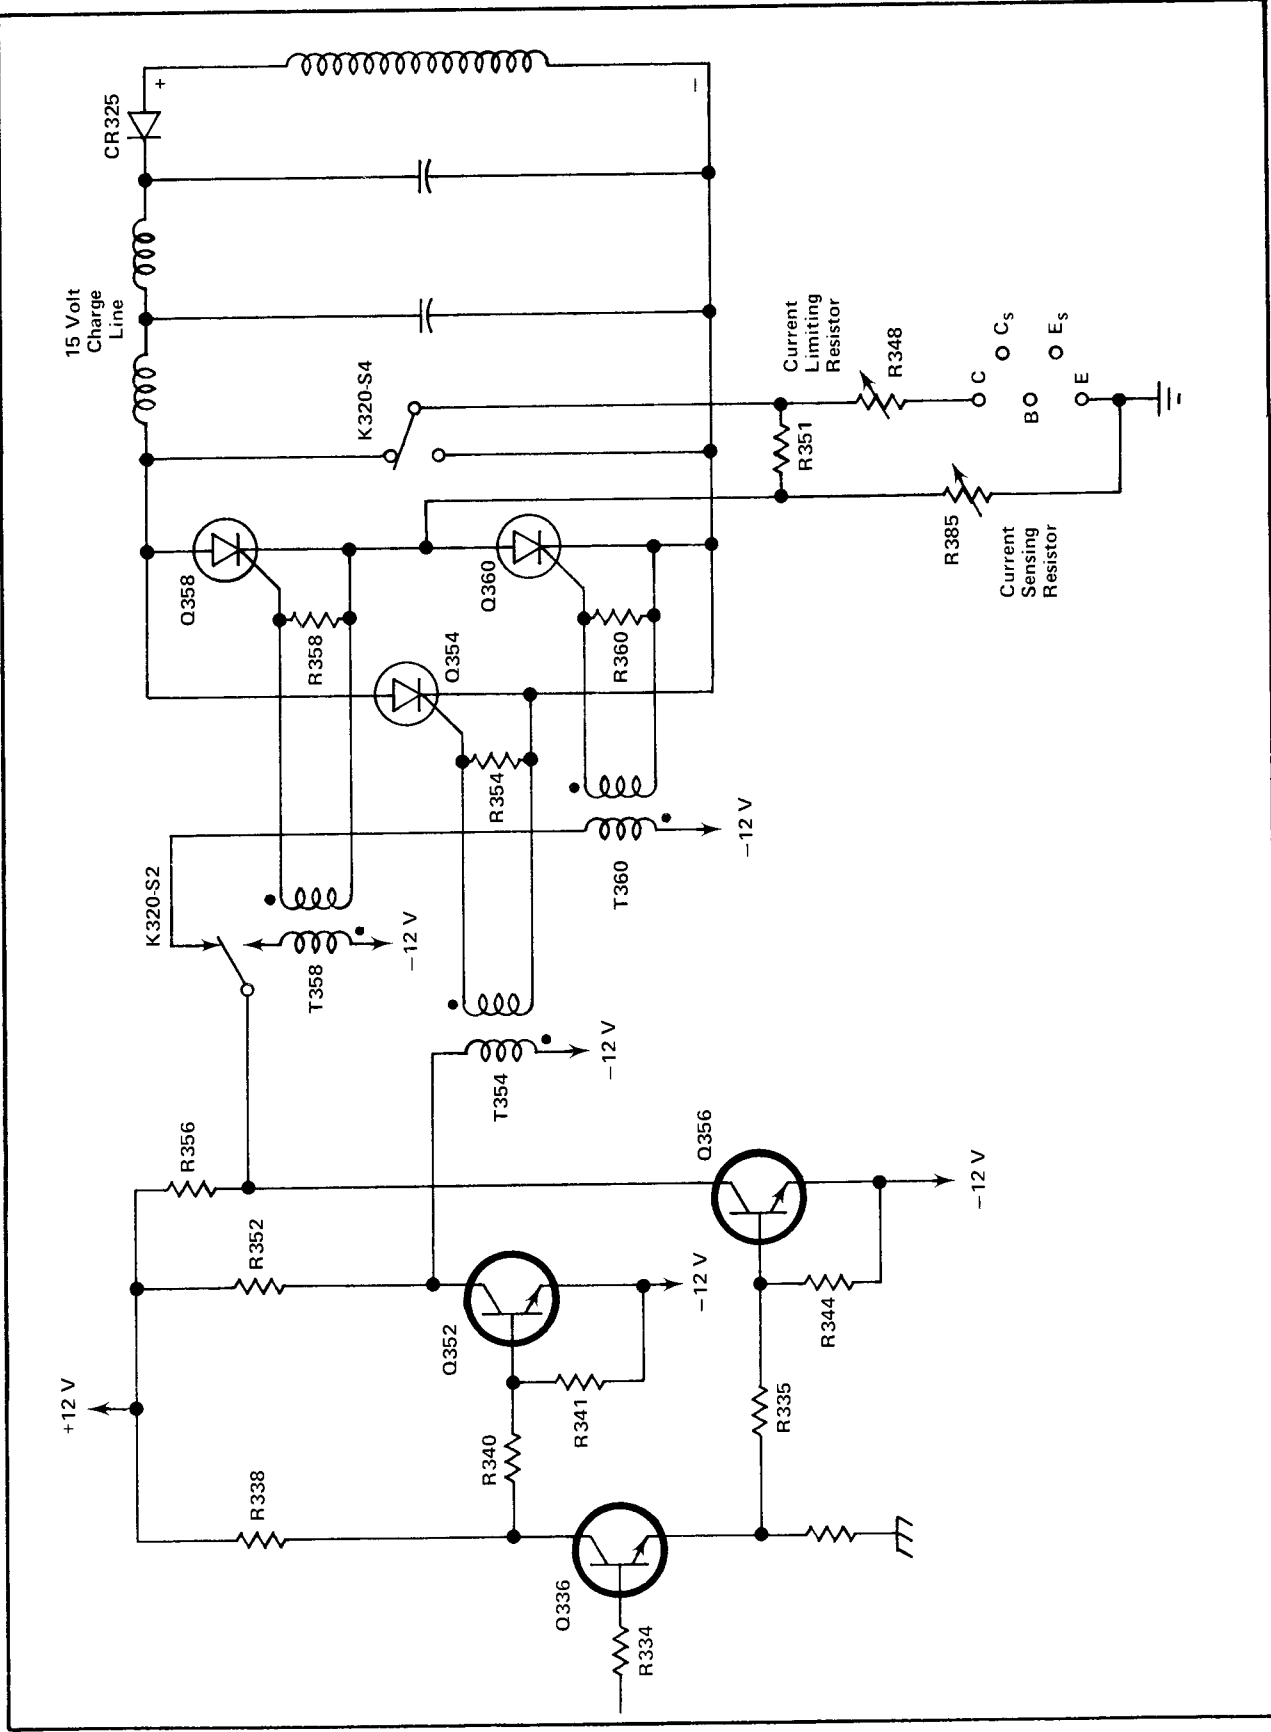 +12 V
R338
R352
R356
K320-S2
T358
−12 V
Q358
R358
15 Volt
Charge
Line
CR325
+
−
K320-S4
Q354
R354
T354
−12 V
T360
−12 V
Q360
R360
Q336
R334
R340
R341
Q352
−12 V
R335
R344
Q356
−12 V
R351
Current
Limiting
Resistor
R348
R385
Current
Sensing
Resistor
C
CS
B
E
ES